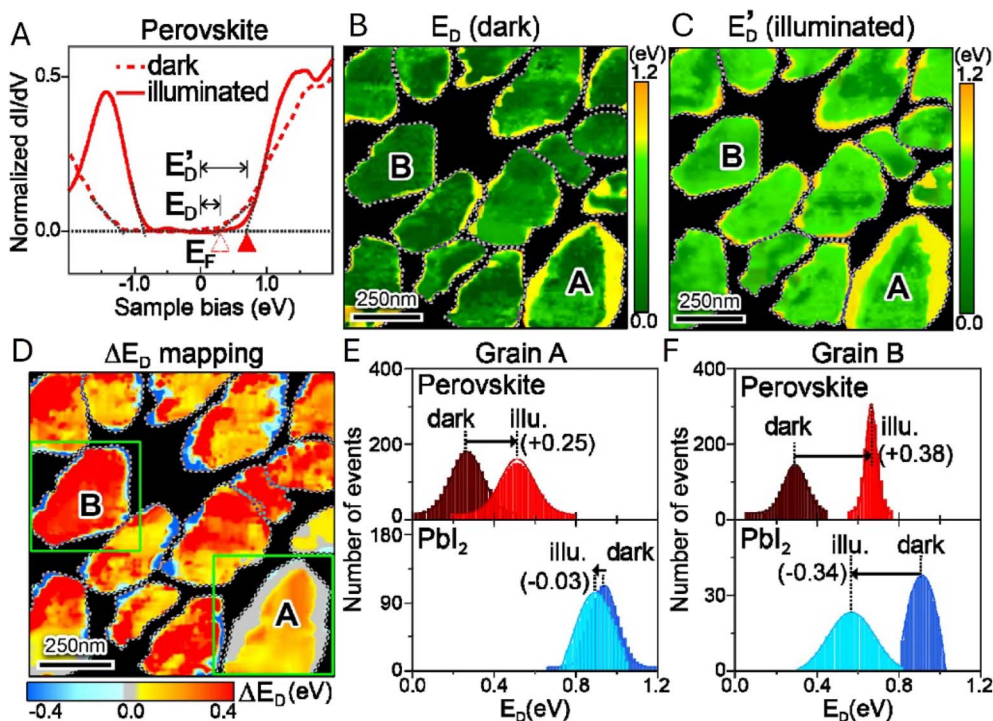 A Perovskite
Normalized dI/dV
0.5
0.0
dark
illuminated
E'D
ED
EF
-1.0 0 1.0
Sample bias (eV)
B ED (dark)
(eV)
1.2
B
A
250nm
0.0
C E'D (illuminated)
(eV)
1.2
B
A
250nm
0.0
D ΔED mapping
B
A
250nm
-0.4 0.0 0.4 ΔED(eV)
E Grain A
Number of events
400
200
0
Perovskite
dark illu.
(+0.25)
180
90
0
PbI2
illu. dark
(-0.03)
0.0 0.4 0.8 1.2
ED(eV)
F Grain B
Number of events
400
200
0
Perovskite
dark illu.
(+0.38)
60
30
0
PbI2
illu. dark
(-0.34)
0.0 0.4 0.8 1.2
ED(eV)